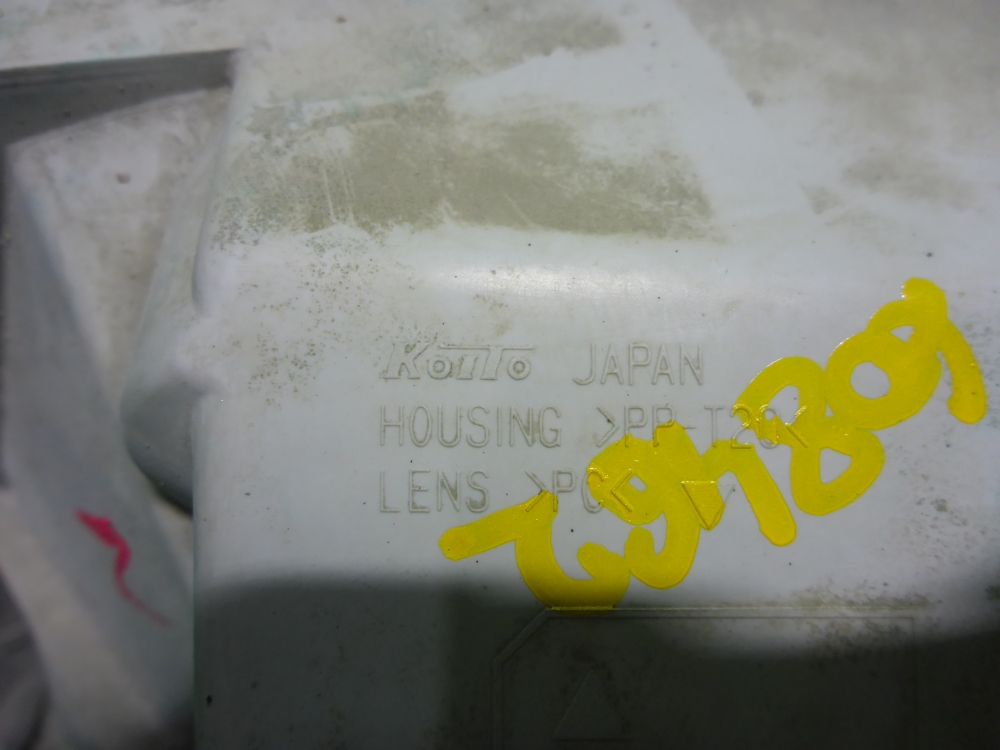 KOITO JAPAN
HOUSING >PP-T20<
LENS >PC<